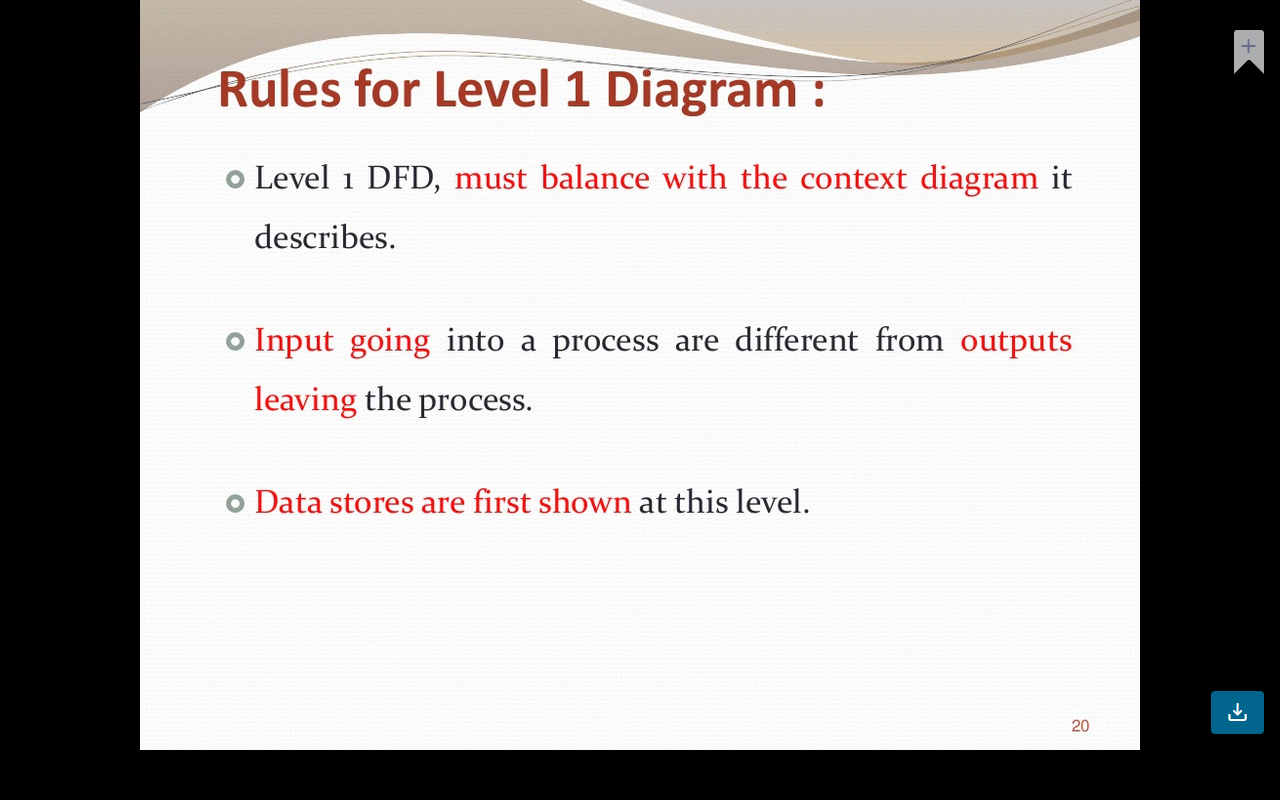 Rules for Level 1 Diagram :
Level 1 DFD, must balance with the context diagram it
describes.
Input going into a process are different from outputs
leaving the process.
Data stores are first shown at this level.
20